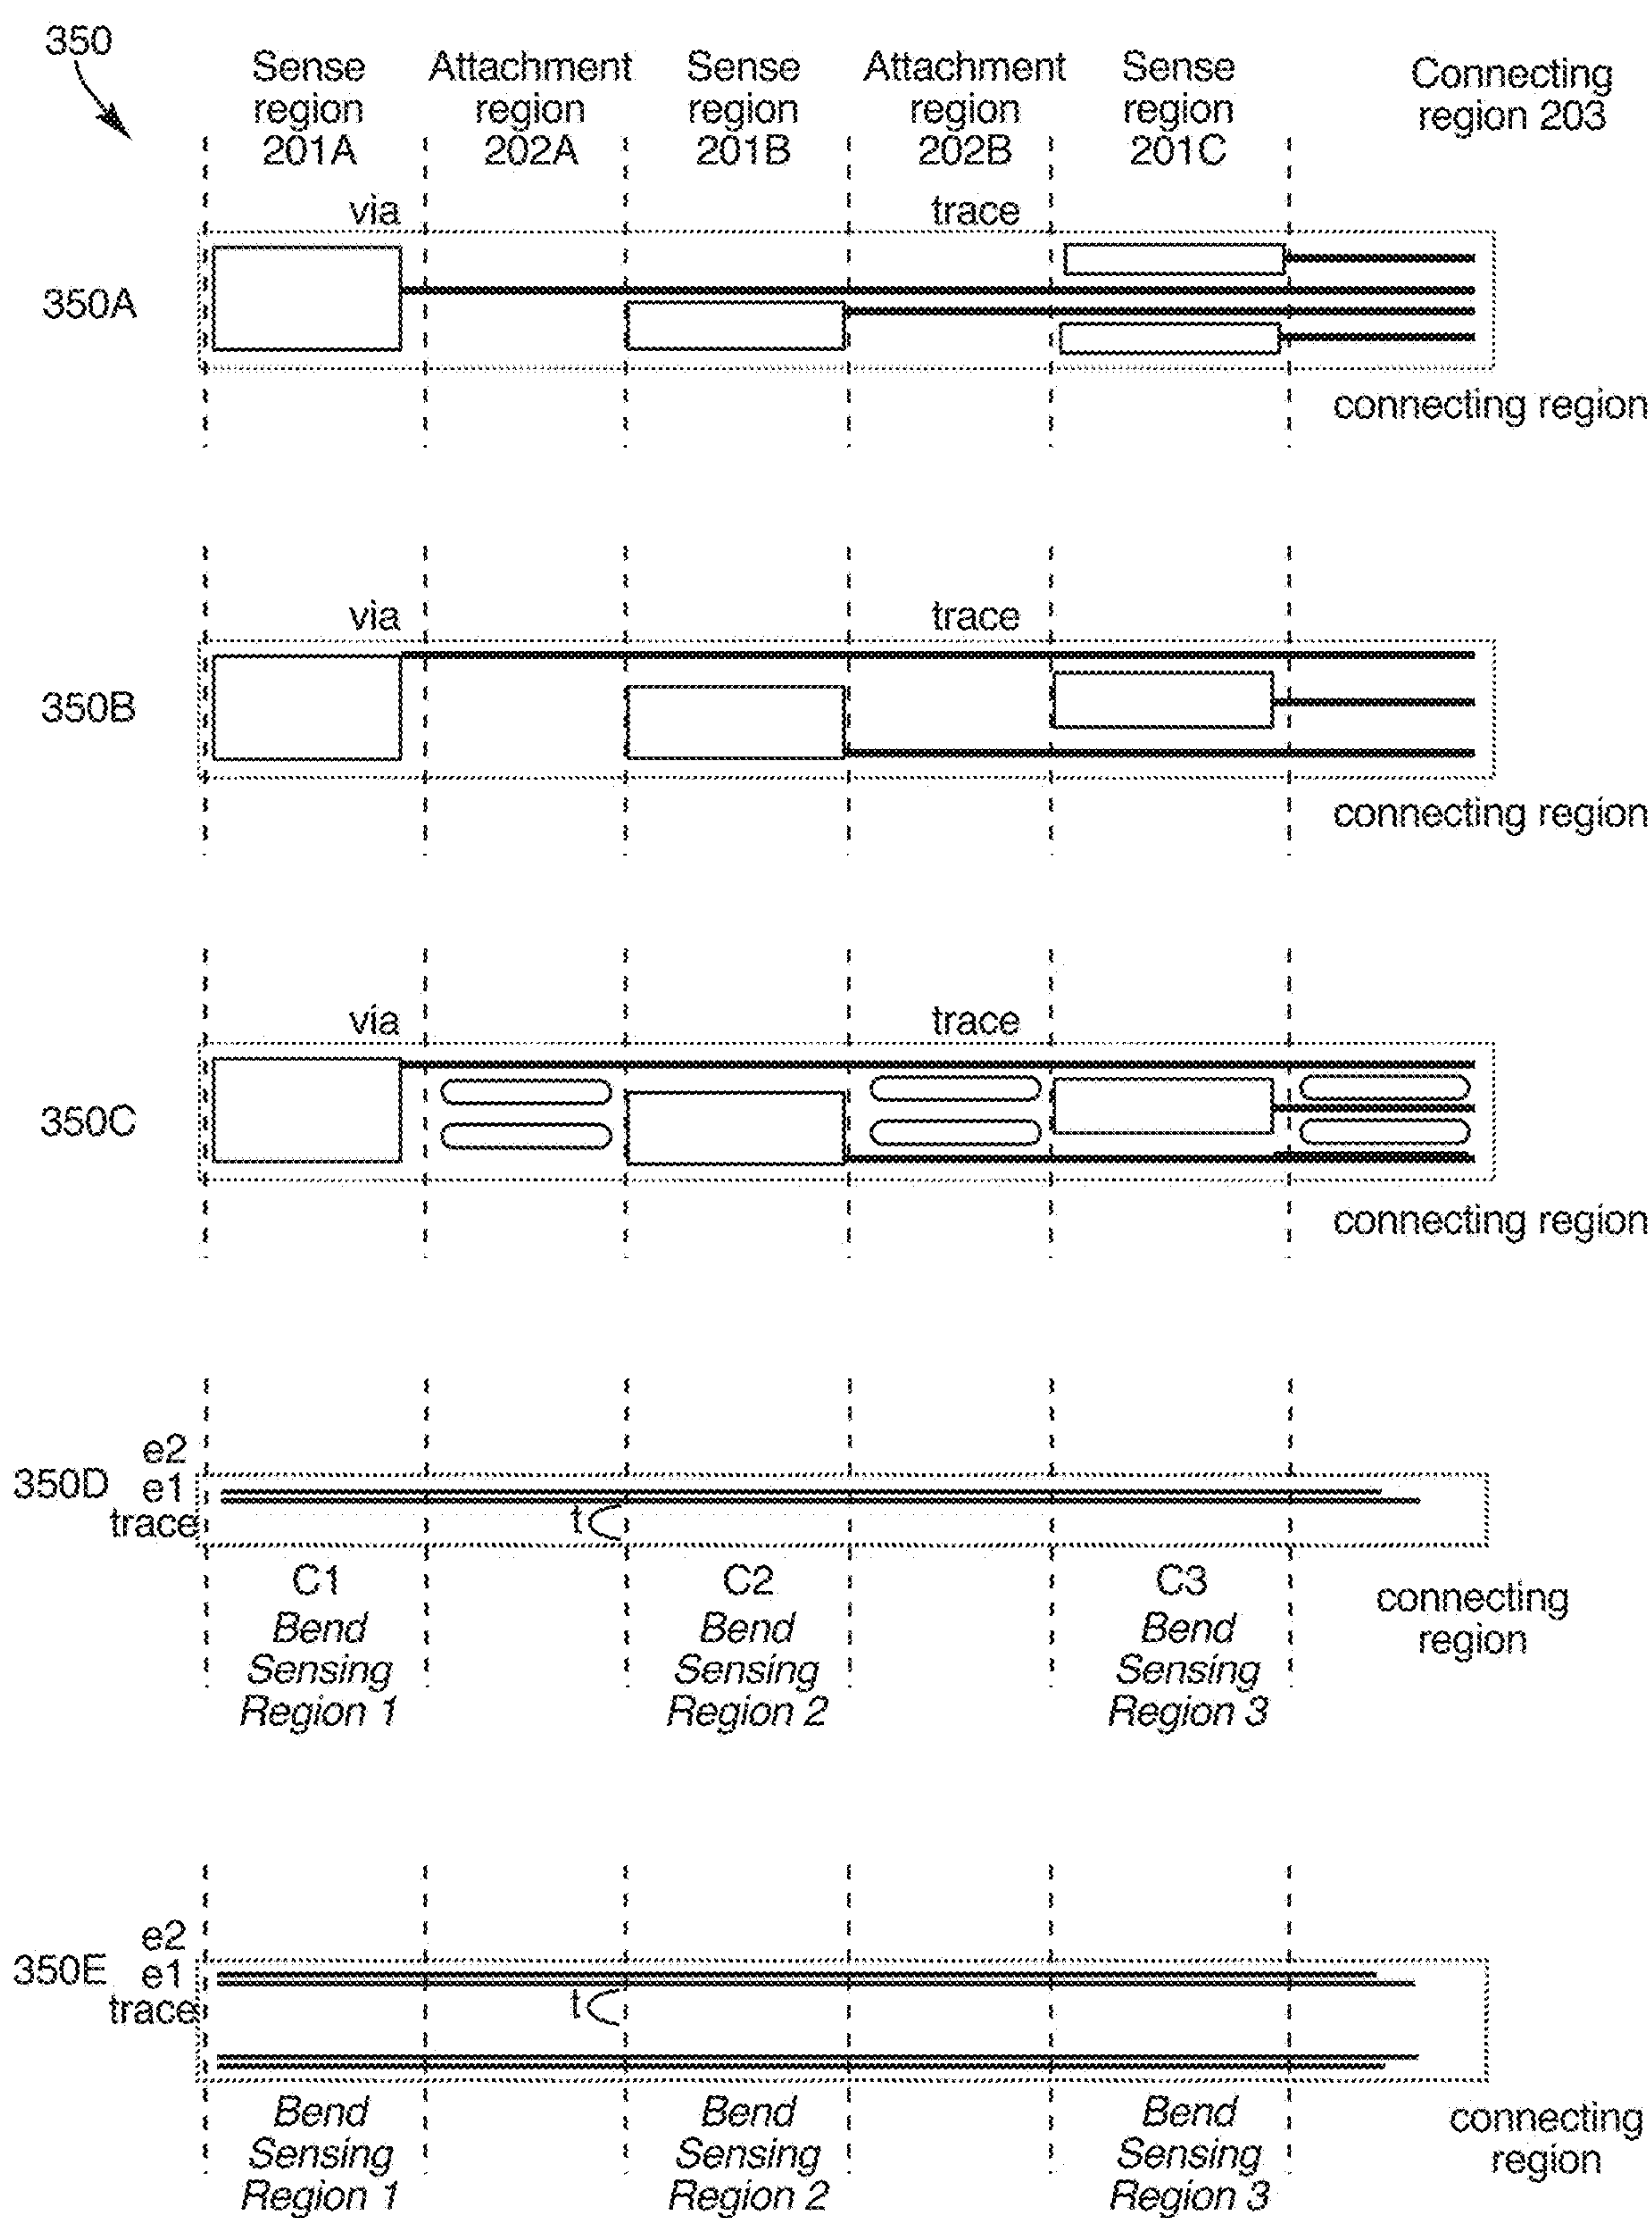 350
Sense region 201A
Attachment region 202A
Sense region 201B
Attachment region 202B
Sense region 201C
Connecting region 203
via
trace
350A
connecting region
via
trace
350B
connecting region
via
trace
350C
connecting region
e2
350D e1
trace
t
C1
Bend
Sensing
Region 1
C2
Bend
Sensing
Region 2
C3
Bend
Sensing
Region 3
connecting
region
e2
350E e1
trace
t
Bend
Sensing
Region 1
Bend
Sensing
Region 2
Bend
Sensing
Region 3
connecting
region